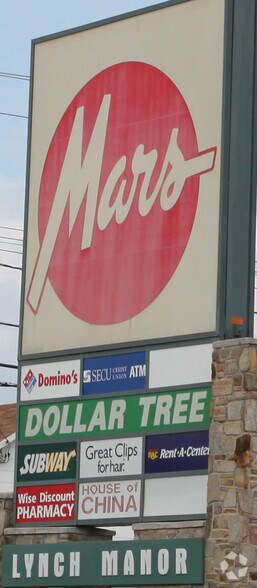 Mars
Domino's
SECU CREDIT UNION ATM
DOLLAR TREE
SUBWAY
Great Clips for hair.
Rent-A-Center
Wise Discount
PHARMACY
HOUSE of
CHINA
LYNCH MANOR